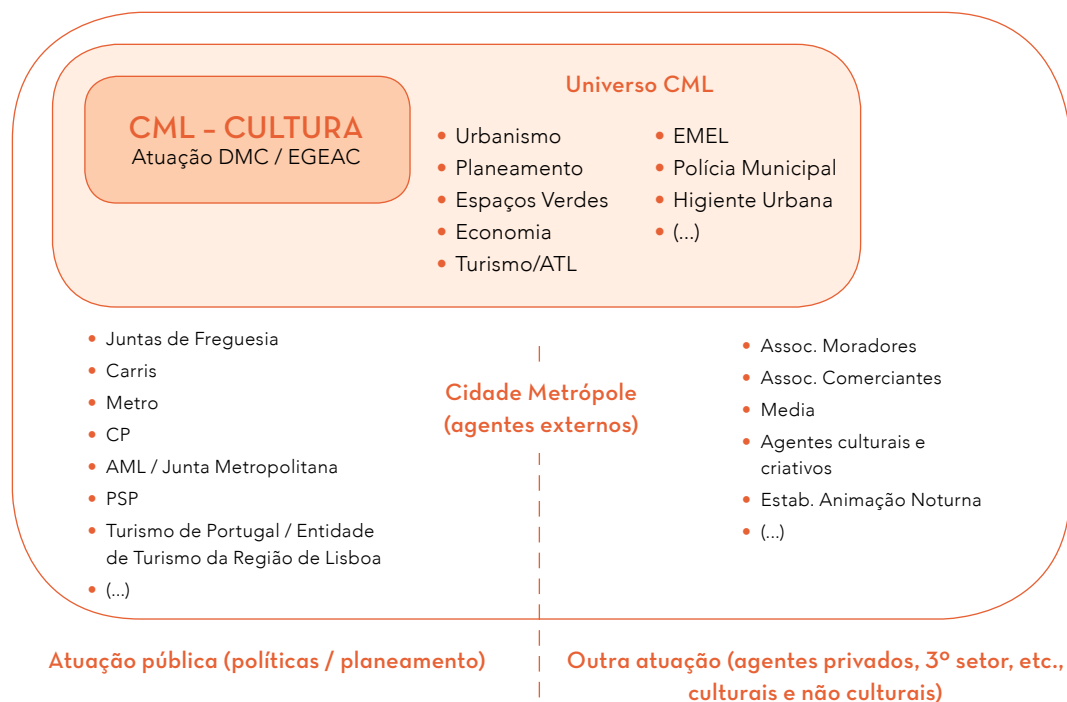 CML – CULTURA
Atuação DMC / EGEAC
Universo CML
• Urbanismo
• Planeamento
• Espaços Verdes
• Economia
• Turismo/ATL
• EMEL
• Polícia Municipal
• Higiente Urbana
• (...)
• Juntas de Freguesia
• Carris
• Metro
• CP
• AML / Junta Metropolitana
• PSP
• Turismo de Portugal / Entidade
de Turismo da Região de Lisboa
• (...)
Cidade Metrópole
(agentes externos)
• Assoc. Moradores
• Assoc. Comerciantes
• Media
• Agentes culturais e
criativos
• Estab. Animação Noturna
• (...)
Atuação pública (políticas / planeamento)
Outra atuação (agentes privados, 3º setor, etc.,
culturais e não culturais)